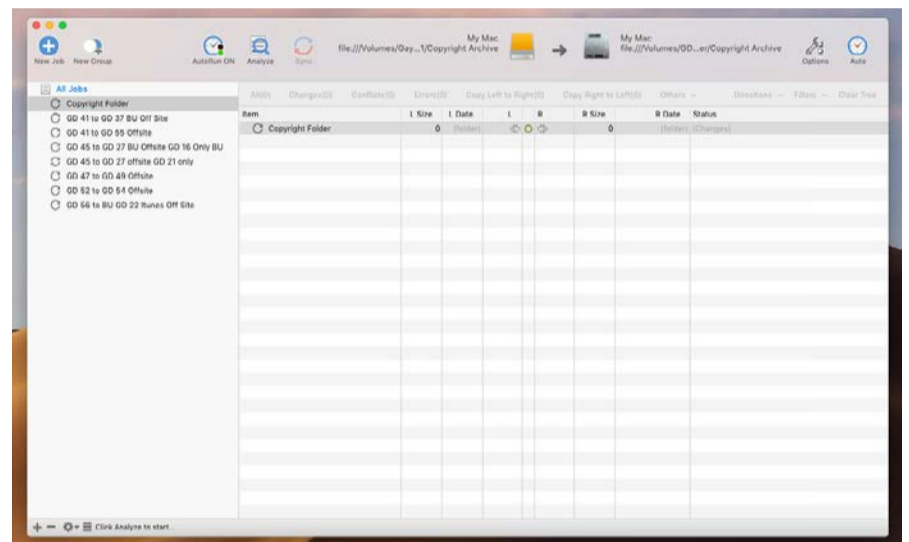 My Mac
file:///Volumes/Gay...1/Copyright Archive
My Mac
file:///Volumes/GD...er/Copyright Archive
New Job New Group AutoRun ON Analyze Sync Options Auto
All Jobs
Copyright Folder
GD 41 to GD 37 BU Off Site
GD 41 to GD 55 Offsite
GD 45 to GD 27 BU Offsite GD 16 Only BU
GD 45 to GD 27 offsite GD 21 only
GD 47 to GD 49 Offsite
GD 52 to GD 54 Offsite
GD 56 to BU GD 22 Itunes Off Site
All(0) Changes(0) Conflicts(0) Errors(0) Copy Left to Right(0) Copy Right to Left(0) Others – Directions – Filters – Clear Tree
Item L Size L Date L R R Size R Date Status
Copyright Folder 0 (folder) 0 (folder) (Changes)
Click Analyze to start...